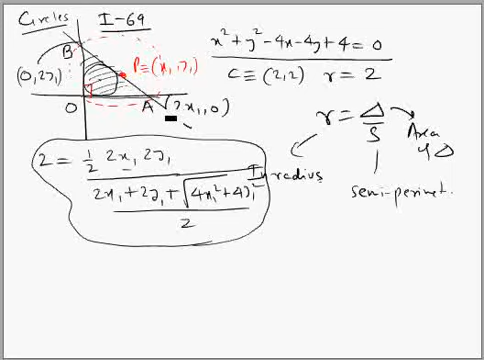 Circles I-69
B
P≡(x₁,y₁)
(0,2y₁)
O A (2x₁,0)
x²+y²-4x-4y+4=0
C≡(2,2) r=2
r = Δ/S
Area of Δ
Inradius
semi-perimet.
2 = ½ 2x₁ 2y₁
2x₁+2y₁+√4x₁²+4y₁²
2